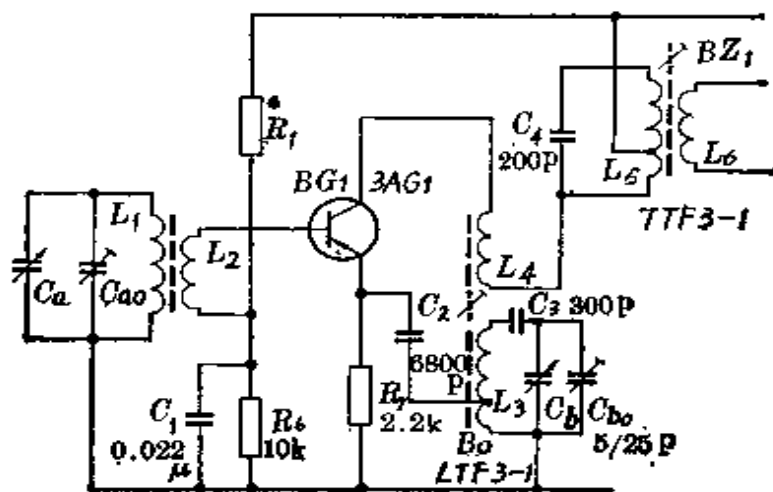 BZ1
*
R1
C4
200P
L5
L6
TTF3-1
BG1 3AG1
L1
L2
Ca
Cao
L4
C2
C3 300P
6800
P
L3
Cb
Cbo
5/25P
C1
0.022
μ
R6
10k
2.2k
Bo
LTF3-1